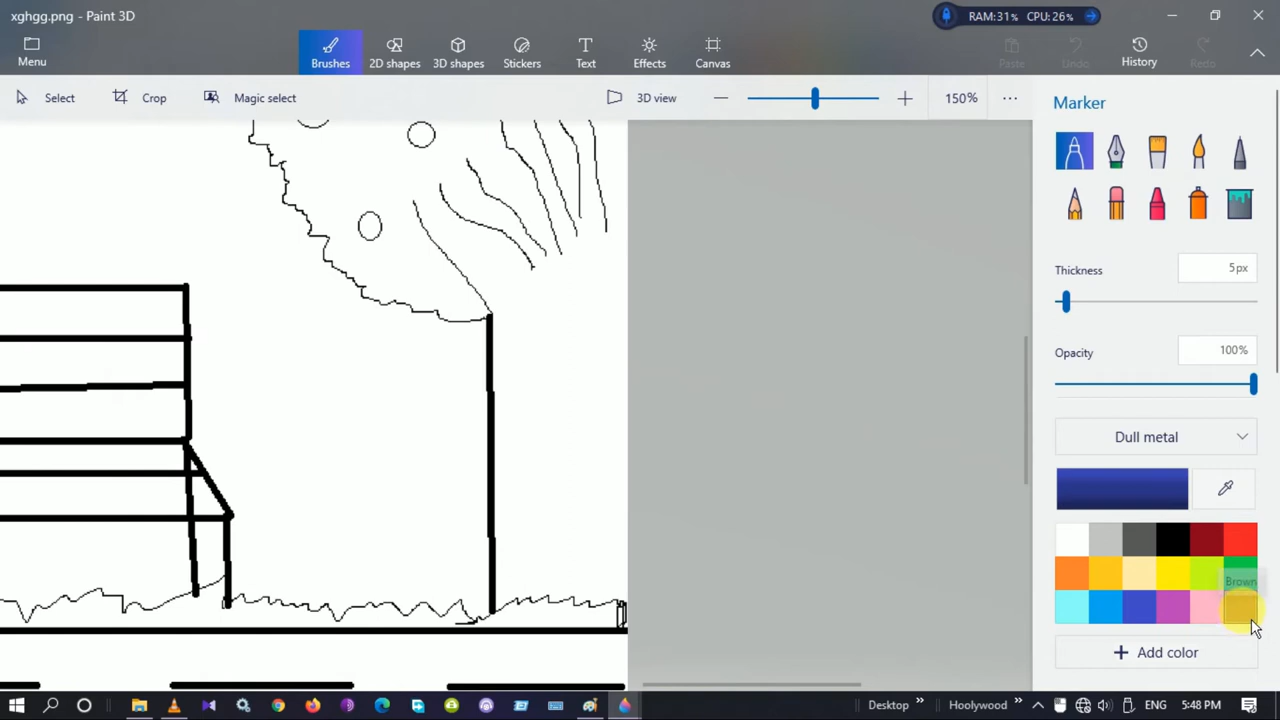 xghgg.png - Paint 3D
RAM:31% CPU:26%
Menu
Brushes
2D shapes
3D shapes
Stickers
Text
Effects
Canvas
Paste
Undo
History
Redo
Select
Crop
Magic select
3D view
150%
Marker
Thickness
5px
Opacity
100%
Dull metal
Brown
Add color
Desktop
Hoolywood
ENG
5:48 PM